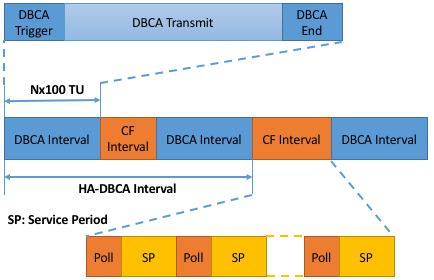 DBCA
Trigger
DBCA Transmit
DBCA
End
Nx100 TU
DBCA Interval
CF
Interval
DBCA Interval
CF Interval
DBCA Interval
HA-DBCA Interval
SP: Service Period
Poll
SP
Poll
SP
Poll
SP